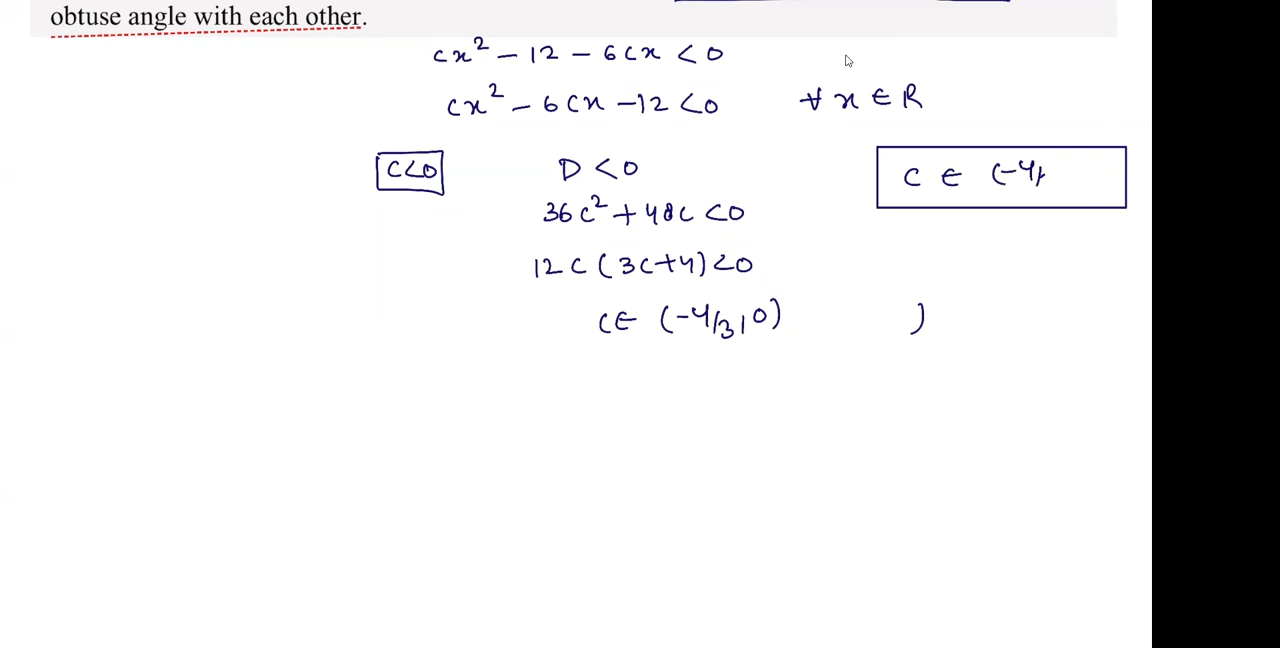 obtuse angle with each other.
cx² – 12 – 6cx < 0
cx² – 6cx – 12 < 0 ∀ x ∈ R
c<0 D < 0 c ∈ (-4/
36c² + 48c < 0
12c (3c+4) < 0
c∈ (-4/3, 0) )